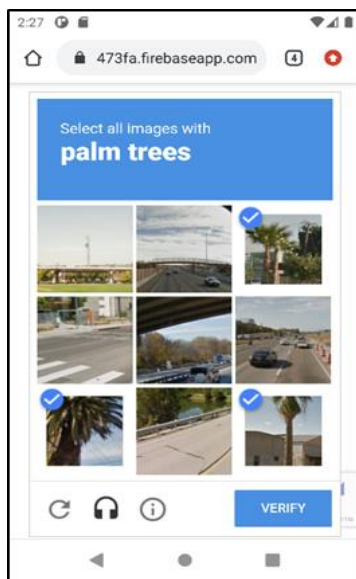 2:27
473fa.firebaseapp.com
4
Select all images with
palm trees
VERIFY